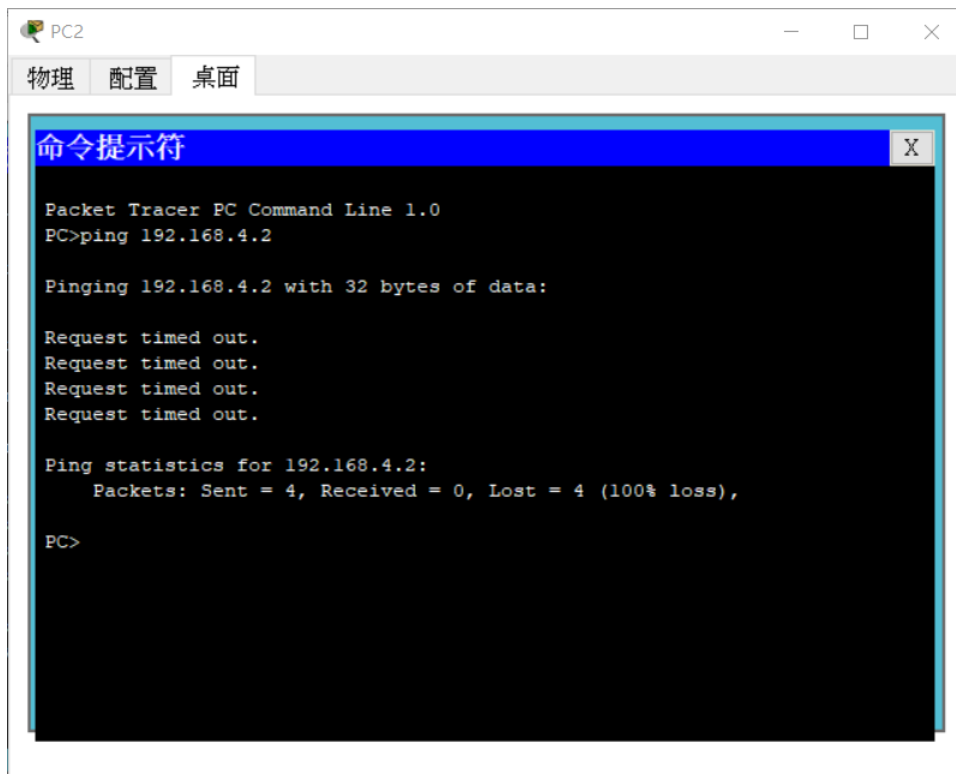 PC2
物理 配置 桌面
命令提示符 X
Packet Tracer PC Command Line 1.0
PC>ping 192.168.4.2
Pinging 192.168.4.2 with 32 bytes of data:
Request timed out.
Request timed out.
Request timed out.
Request timed out.
Ping statistics for 192.168.4.2:
    Packets: Sent = 4, Received = 0, Lost = 4 (100% loss),
PC>